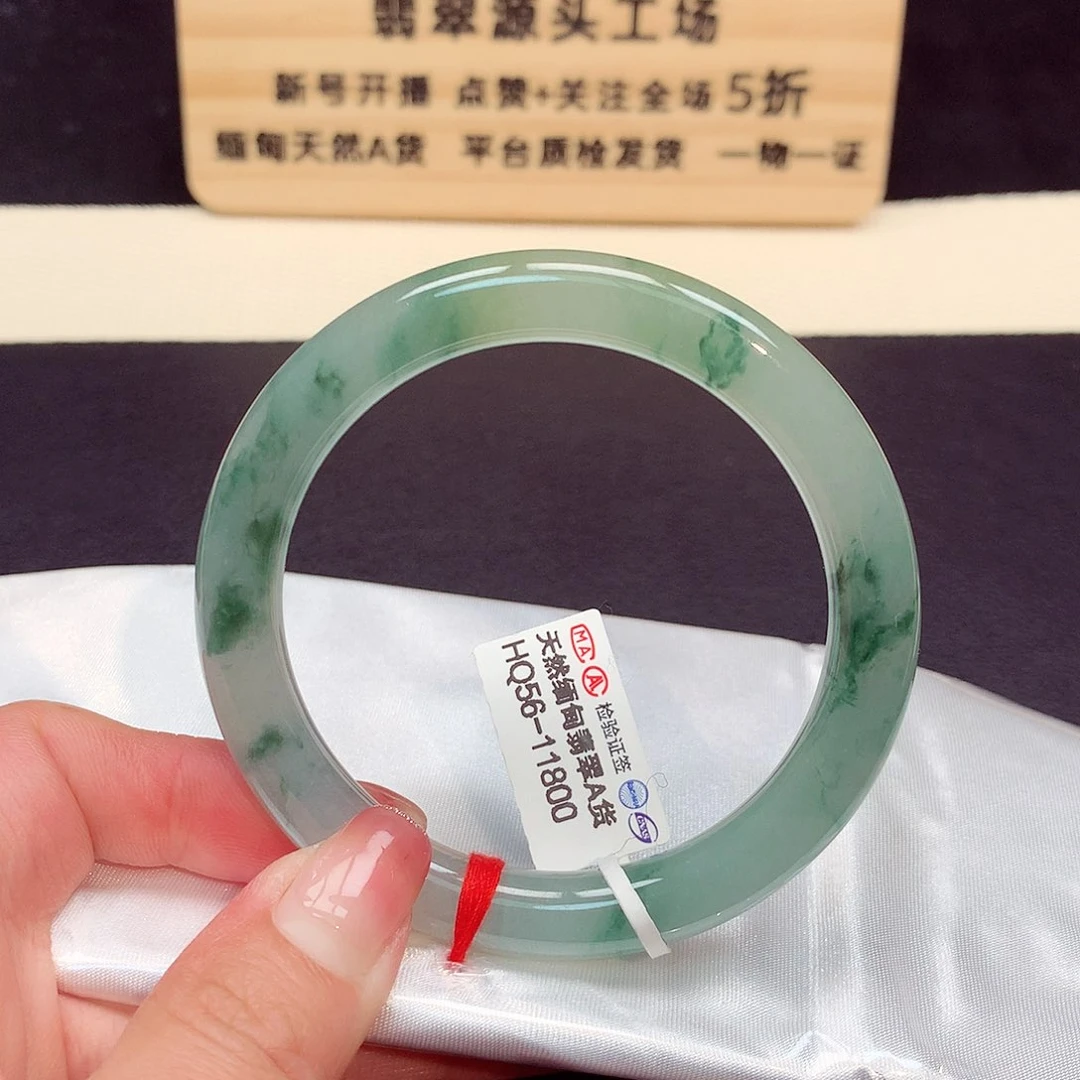 翡翠源头工场
新号开播 点赞+关注全场5折
缅甸天然A货 平台质检发货 一物一证
MA A 检验证签
天然缅甸翡翠A货
HQ56-11800